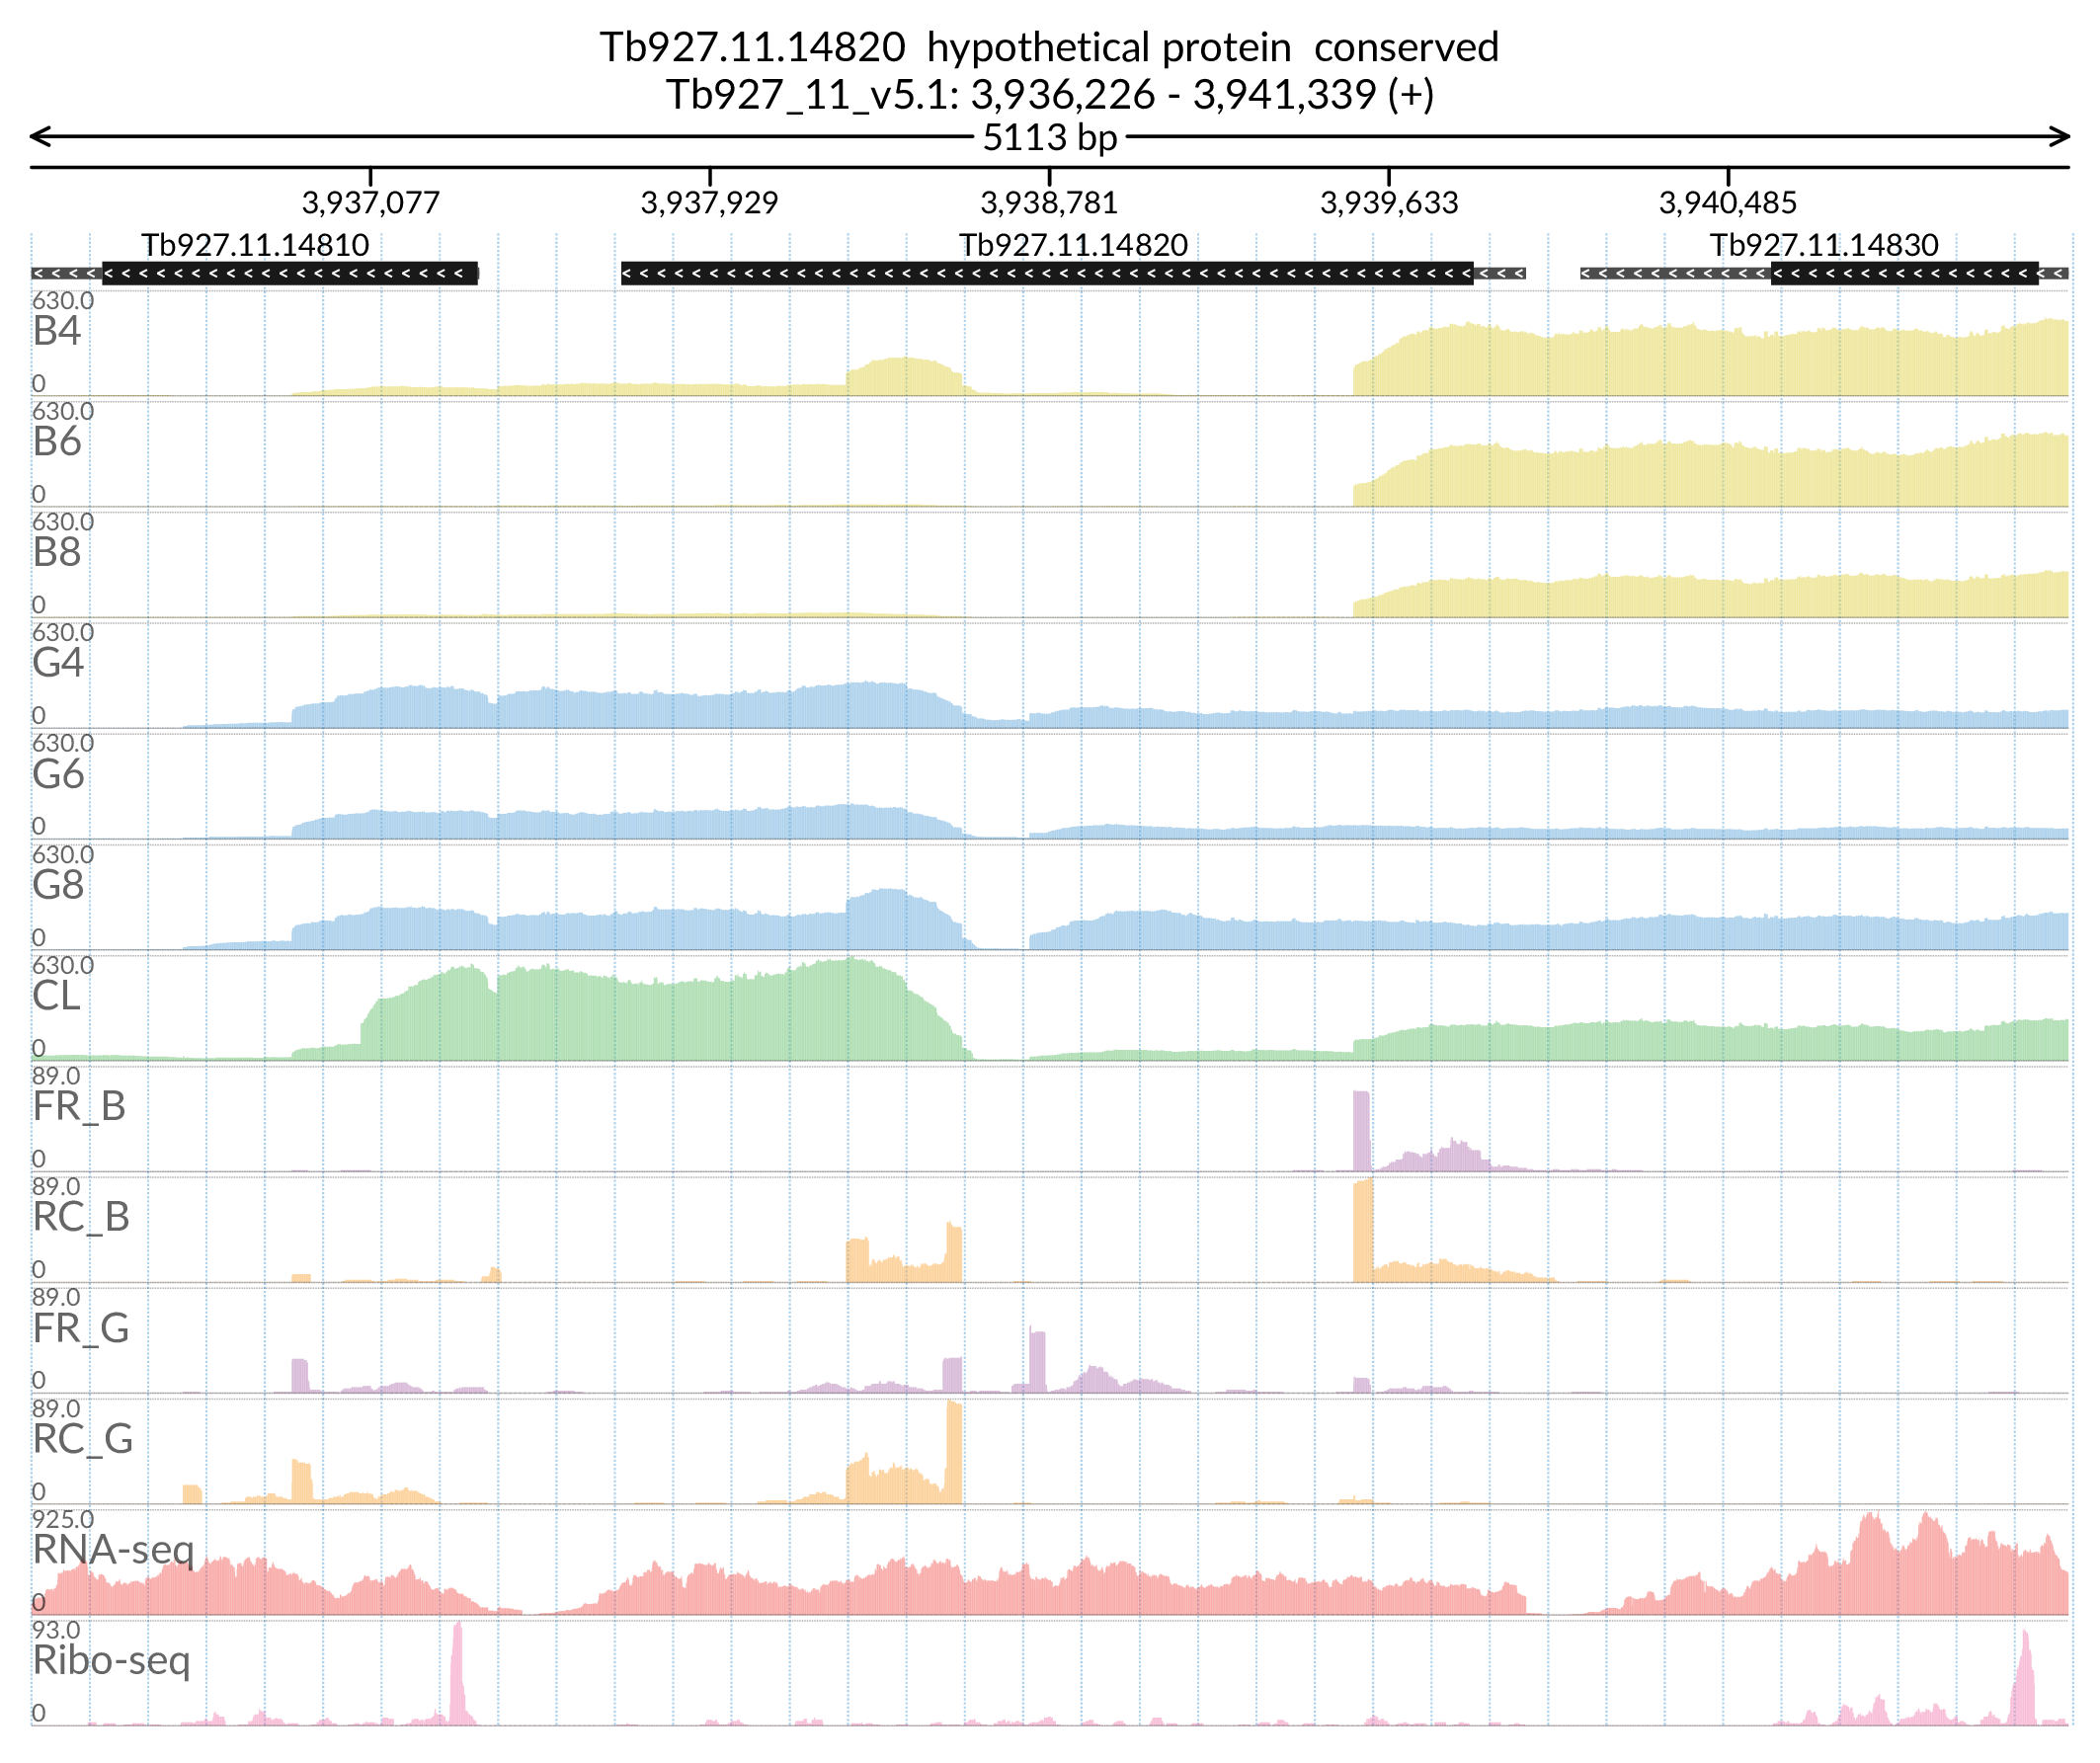 Tb927.11.14820 hypothetical protein conserved
Tb927_11_v5.1: 3,936,226 - 3,941,339 (+)
5113 bp
3,937,077 3,937,929 3,938,781 3,939,633 3,940,485
Tb927.11.14810 Tb927.11.14820 Tb927.11.14830
630.0
B4
0
630.0
B6
0
630.0
B8
0
630.0
G4
0
630.0
G6
0
630.0
G8
0
630.0
CL
0
89.0
FR_B
0
89.0
RC_B
0
89.0
FR_G
0
89.0
RC_G
0
925.0
RNA-seq
0
93.0
Ribo-seq
0